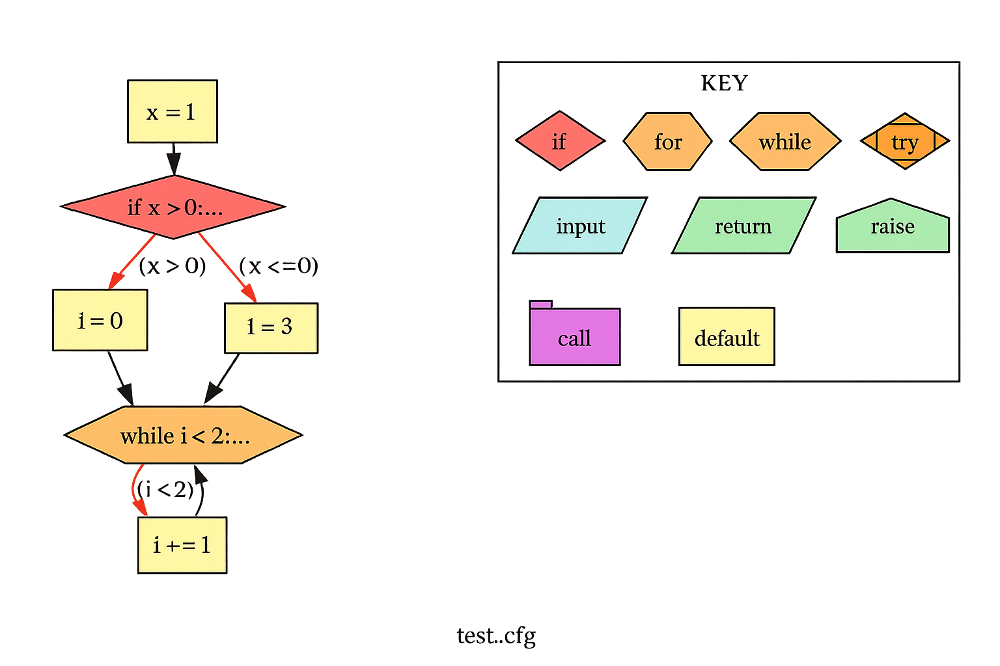 x = 1
if x > 0:...
(x > 0)
(x <=0)
i = 0
i = 3
while i < 2:...
(i < 2)
i += 1
KEY
if
for
while
try
input
return
raise
call
default
test..cfg